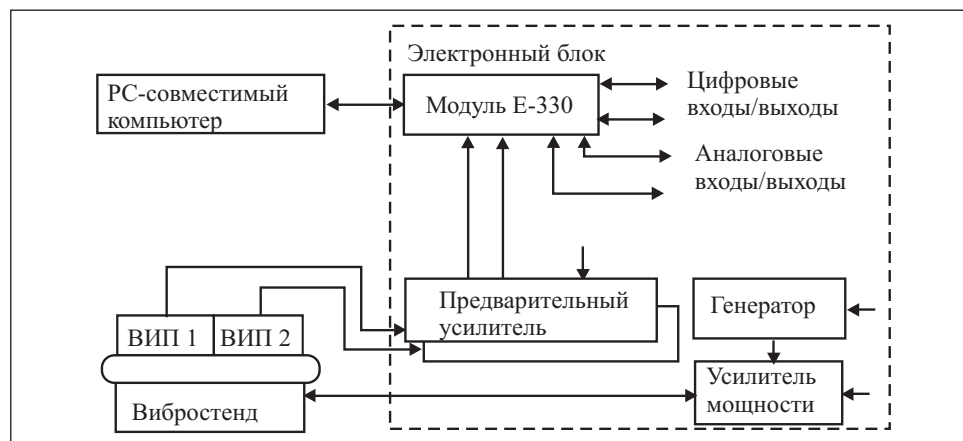 Электронный блок
PC-совместимый
компьютер
Модуль Е-330
Цифровые
входы/выходы
Аналоговые
входы/выходы
Предварительный
усилитель
Генератор
ВИП 1
ВИП 2
Усилитель
мощности
Вибростенд